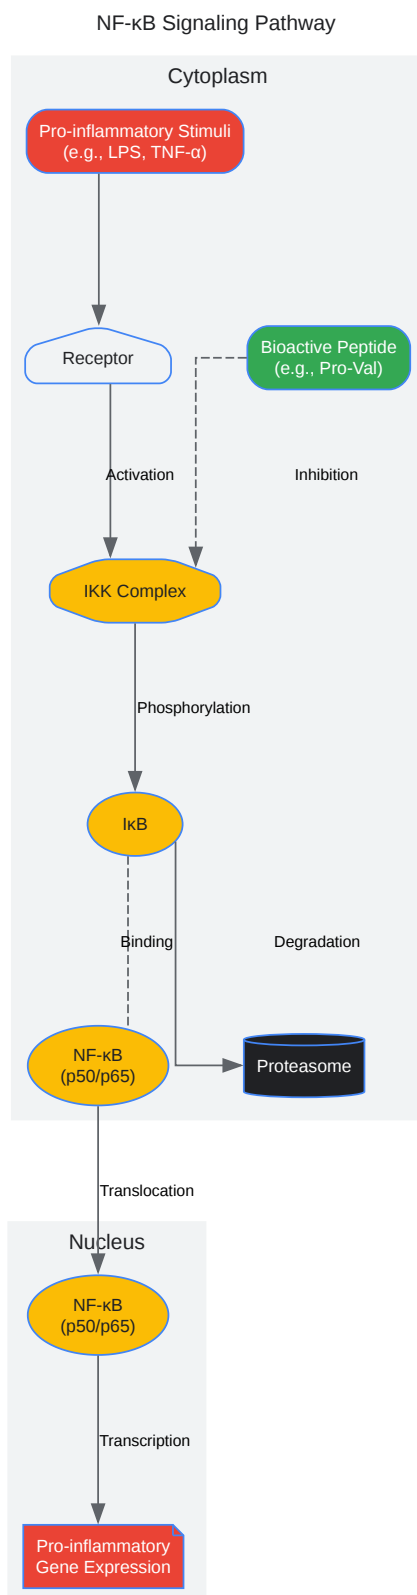 NF-κB Signaling Pathway
Cytoplasm
Pro-inflammatory Stimuli
(e.g., LPS, TNF-α)
Receptor
Bioactive Peptide
(e.g., Pro-Val)
Activation
Inhibition
IKK Complex
Phosphorylation
IκB
Binding
Degradation
NF-κB
(p50/p65)
Proteasome
Translocation
Nucleus
NF-κB
(p50/p65)
Transcription
Pro-inflammatory
Gene Expression